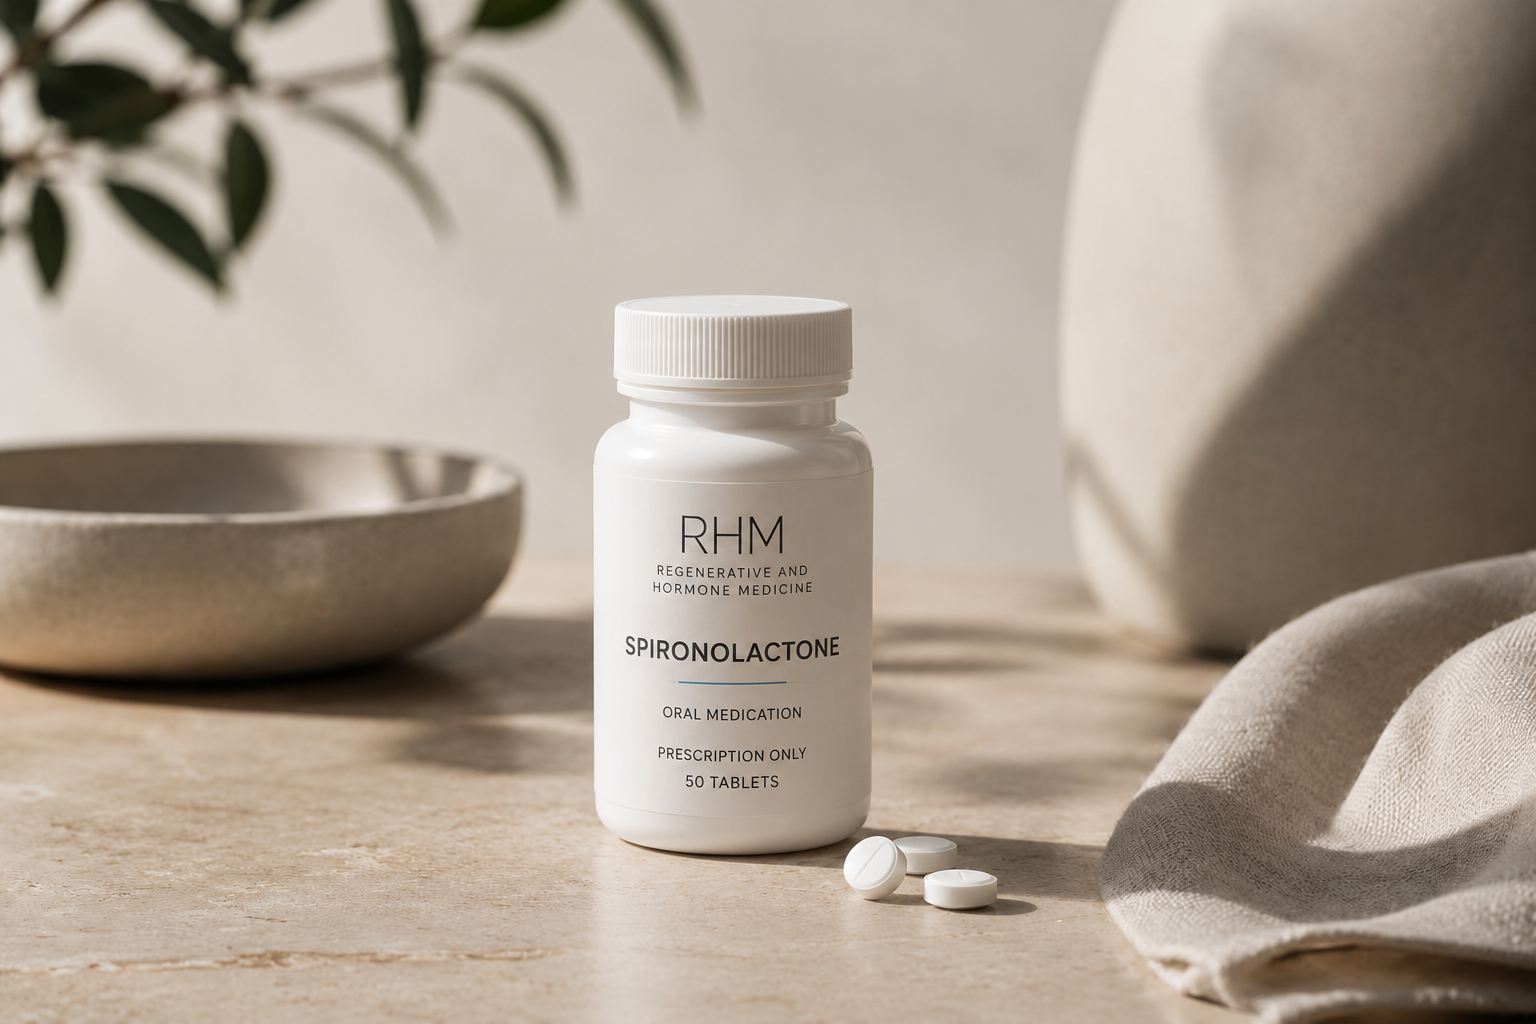 RHM
REGENERATIVE AND
HORMONE MEDICINE
SPIRONOLACTONE
ORAL MEDICATION
PRESCRIPTION ONLY
50 TABLETS